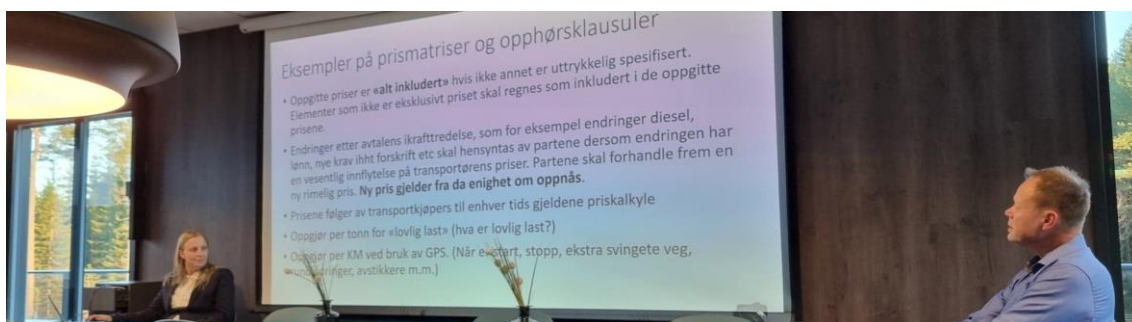 Eksempler på prismatriser og opphørsklausuler
• Oppgitte priser er «alt inkludert» hvis ikke annet er uttrykkelig spesifisert.
Elementer som ikke er eksklusivt priset skal regnes som inkludert i de oppgitte
prisene.
• Endringer etter avtalens ikrafttredelse, som for eksempel endringer diesel,
lønn, nye krav ihht forskrift etc skal hensyntas av partene dersom endringen har
en vesentlig innflytelse på transportørens priser. Partene skal forhandle frem en
ny rimelig pris. Ny pris gjelder fra da enighet om oppnås.
• Prisene følger av transportkjøpers til enhver tids gjeldene priskalkyle
• Oppgjør per tonn for «lovlig last» (hva er lovlig last?)
• Oppgjør per KM ved bruk av GPS. (Når er start, stopp, ekstra svingete veg,
avstikkere m.m.)